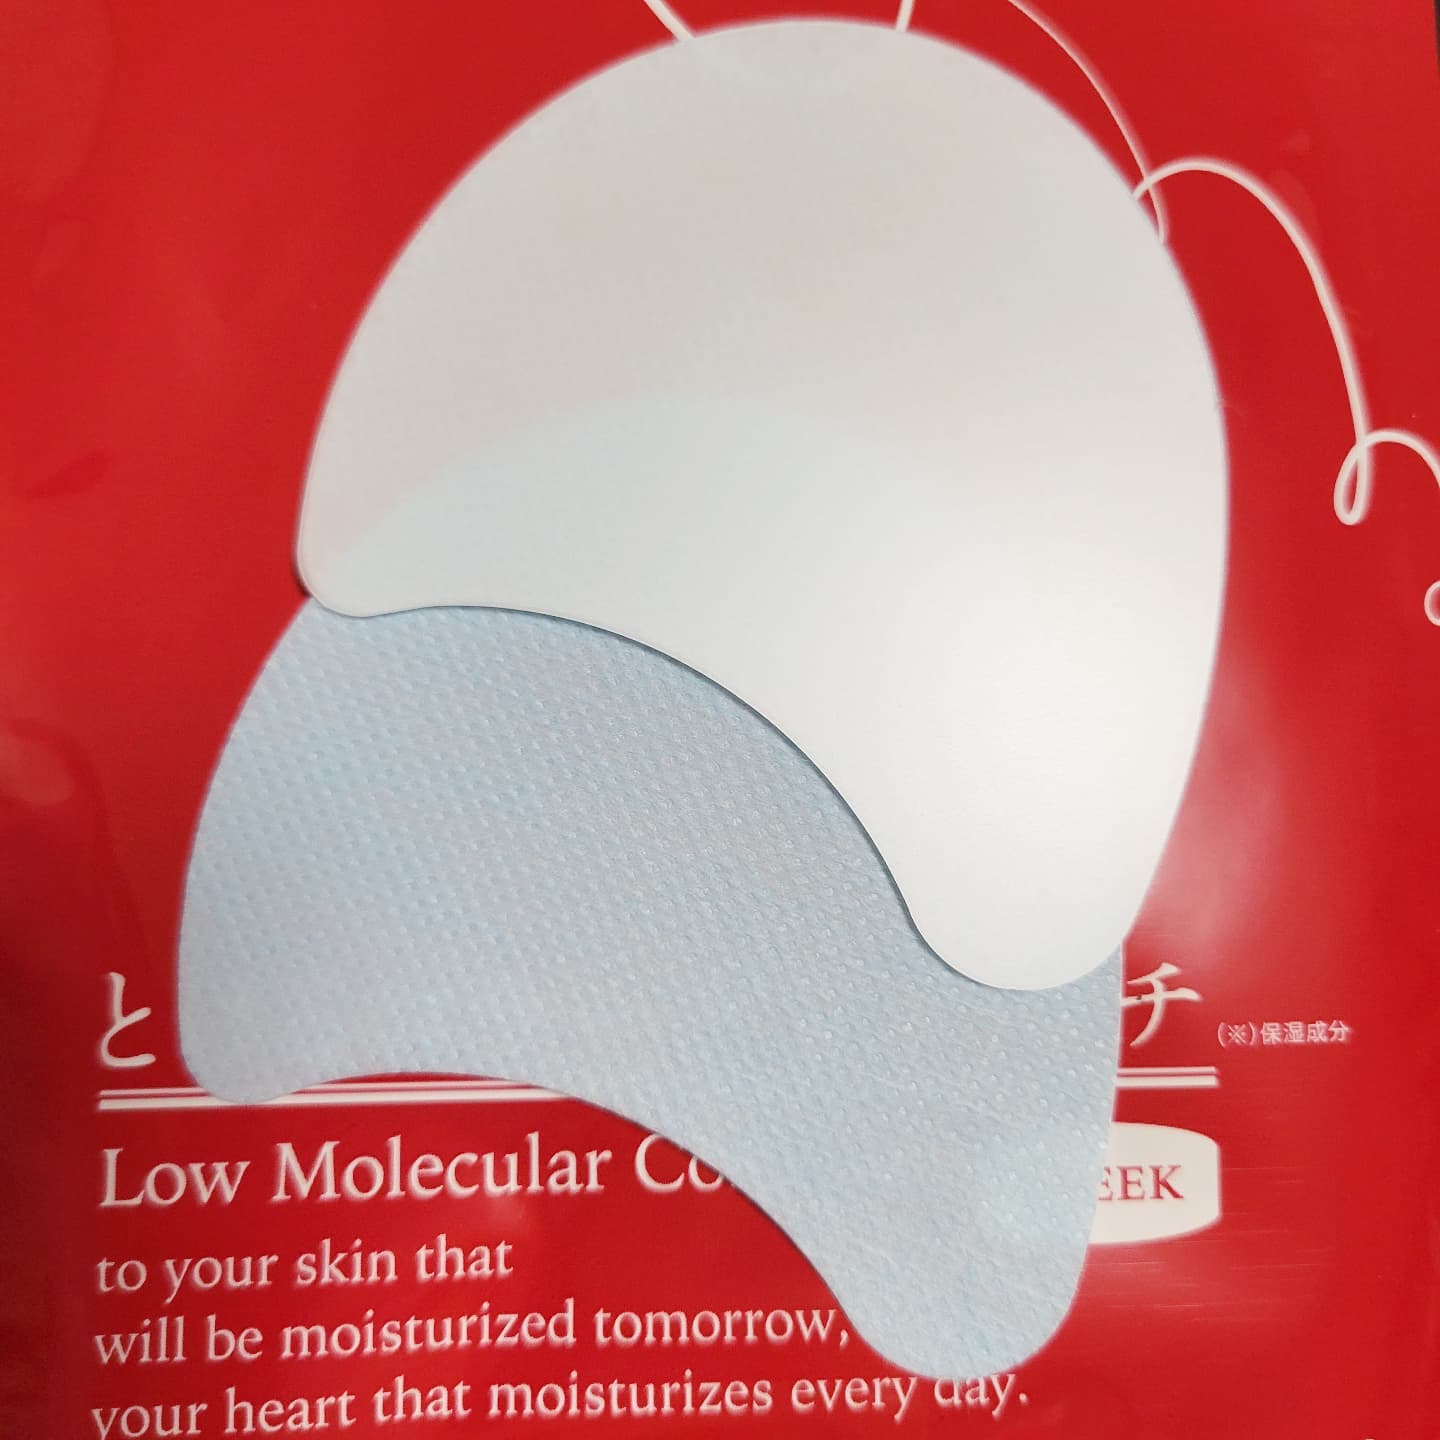 と チ (※)保湿成分
Low Molecular
EEK
to your skin that
will be moisturized tomorrow,
your heart that moisturizes every day.